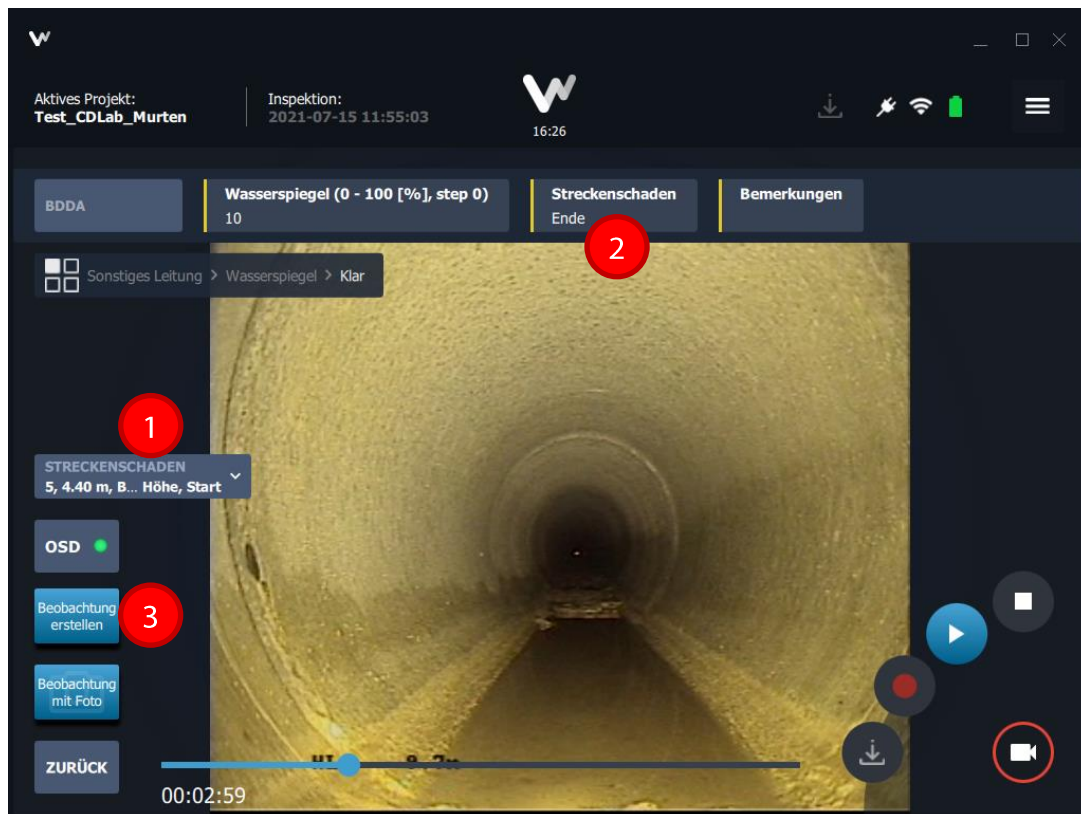 Aktives Projekt:
Test_CDLab_Murten
Inspektion:
2021-07-15 11:55:03
16:26
BDDA
Wasserspiegel (0 - 100 [%], step 0)
10
Streckenschaden
Ende
Bemerkungen
2
Sonstiges Leitung > Wasserspiegel > Klar
1
STRECKENSCHADEN
5, 4.40 m, B... Höhe, Start
OSD
Beobachtung
erstellen
3
Beobachtung
mit Foto
ZURÜCK
00:02:59